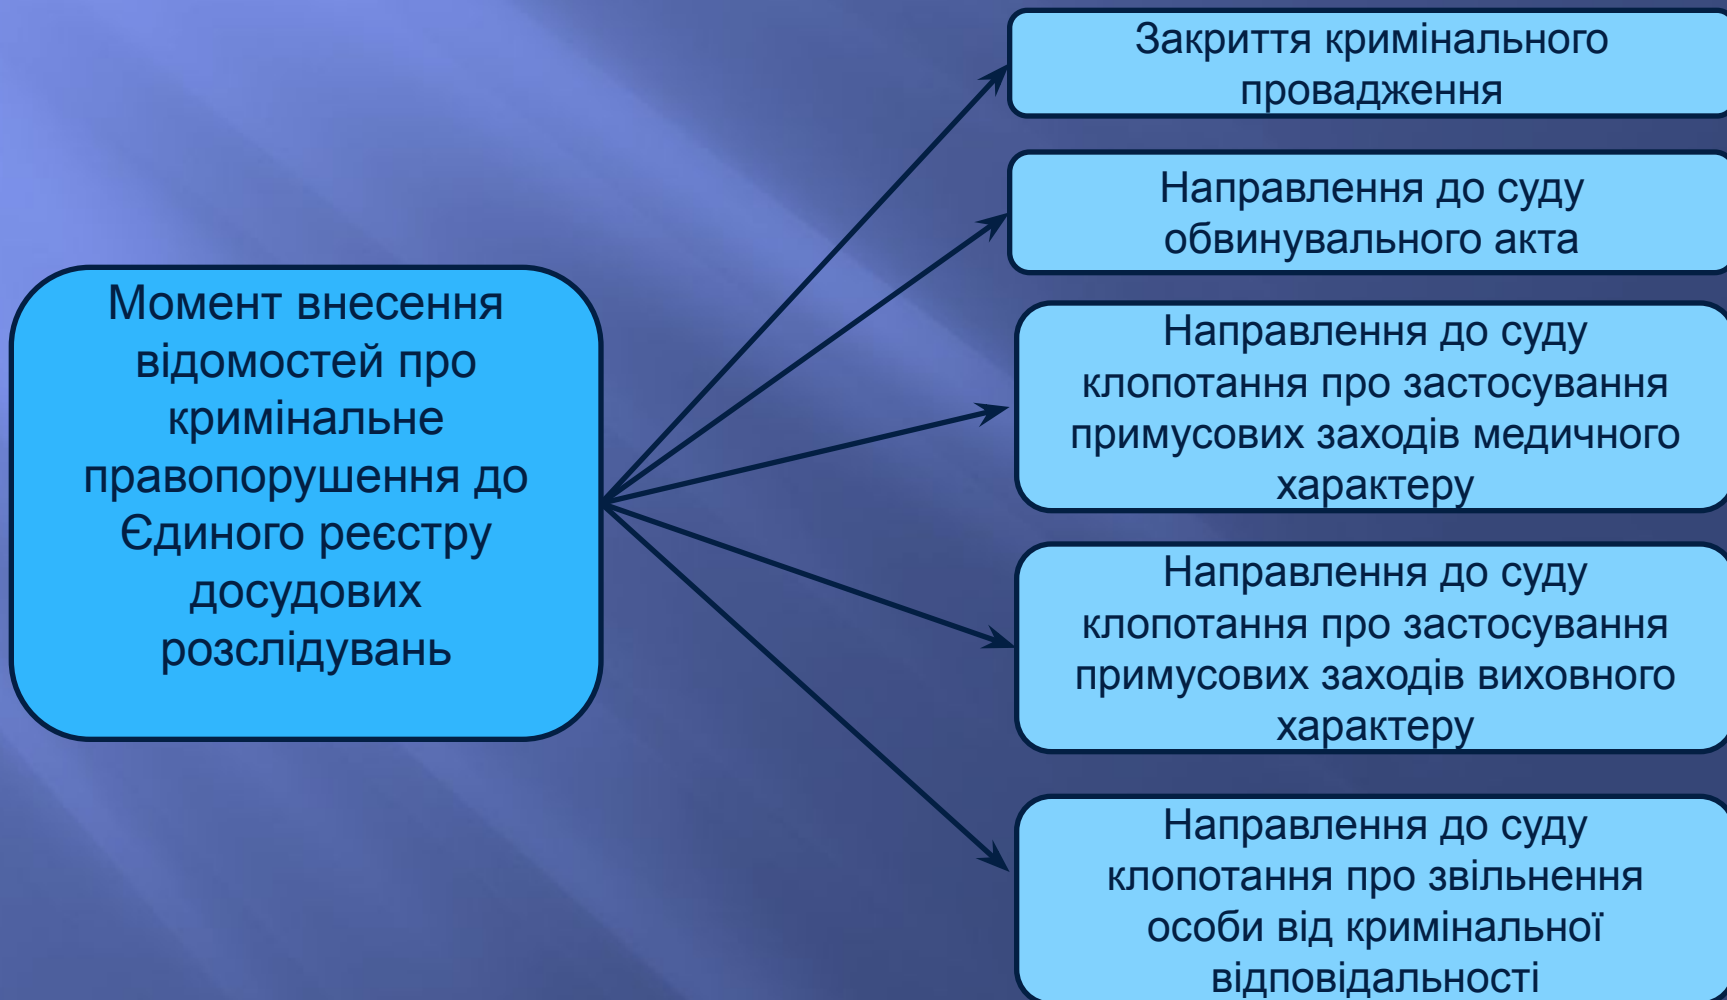 Момент внесення
відомостей про
кримінальне
правопорушення до
Єдиного реєстру
досудових
розслідувань
Закриття кримінального
провадження
Направлення до суду
обвинувального акта
Направлення до суду
клопотання про застосування
примусових заходів медичного
характеру
Направлення до суду
клопотання про застосування
примусових заходів виховного
характеру
Направлення до суду
клопотання про звільнення
особи від кримінальної
відповідальності